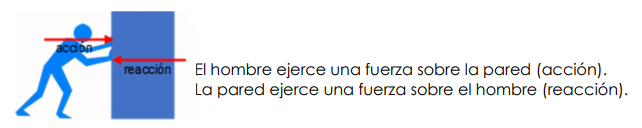 acción
reacción
El hombre ejerce una fuerza sobre la pared (acción).
La pared ejerce una fuerza sobre el hombre (reacción).